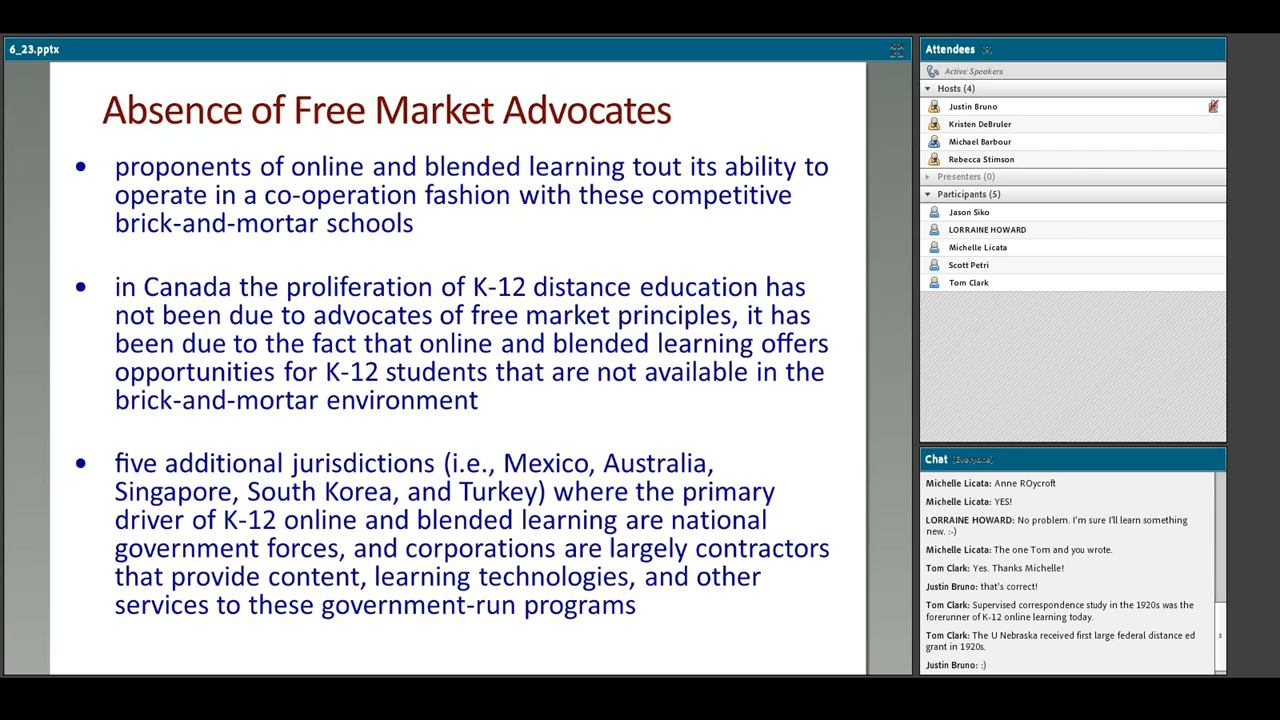 6_23.pptx
Absence of Free Market Advocates
• proponents of online and blended learning tout its ability to
operate in a co-operation fashion with these competitive
brick-and-mortar schools
• in Canada the proliferation of K-12 distance education has
not been due to advocates of free market principles, it has
been due to the fact that online and blended learning offers
opportunities for K-12 students that are not available in the
brick-and-mortar environment
• five additional jurisdictions (i.e., Mexico, Australia,
Singapore, South Korea, and Turkey) where the primary
driver of K-12 online and blended learning are national
government forces, and corporations are largely contractors
that provide content, learning technologies, and other
services to these government-run programs
Attendees
Active Speakers
Hosts (4)
Justin Bruno
Kristen DeBruler
Michael Barbour
Rebecca Stimson
Presenters (0)
Participants (5)
Jason Siko
LORRAINE HOWARD
Michelle Licata
Scott Petri
Tom Clark
Chat (Everyone)
Michelle Licata: Anne ROycroft
Michelle Licata: YES!
LORRAINE HOWARD: No problem. I'm sure I'll learn something
new. :-)
Michelle Licata: The one Tom and you wrote.
Tom Clark: Yes. Thanks Michelle!
Justin Bruno: that's correct!
Tom Clark: Supervised correspondence study in the 1920s was the
forerunner of K-12 online learning today.
Tom Clark: The U Nebraska received first large federal distance ed
grant in 1920s.
Justin Bruno: :)